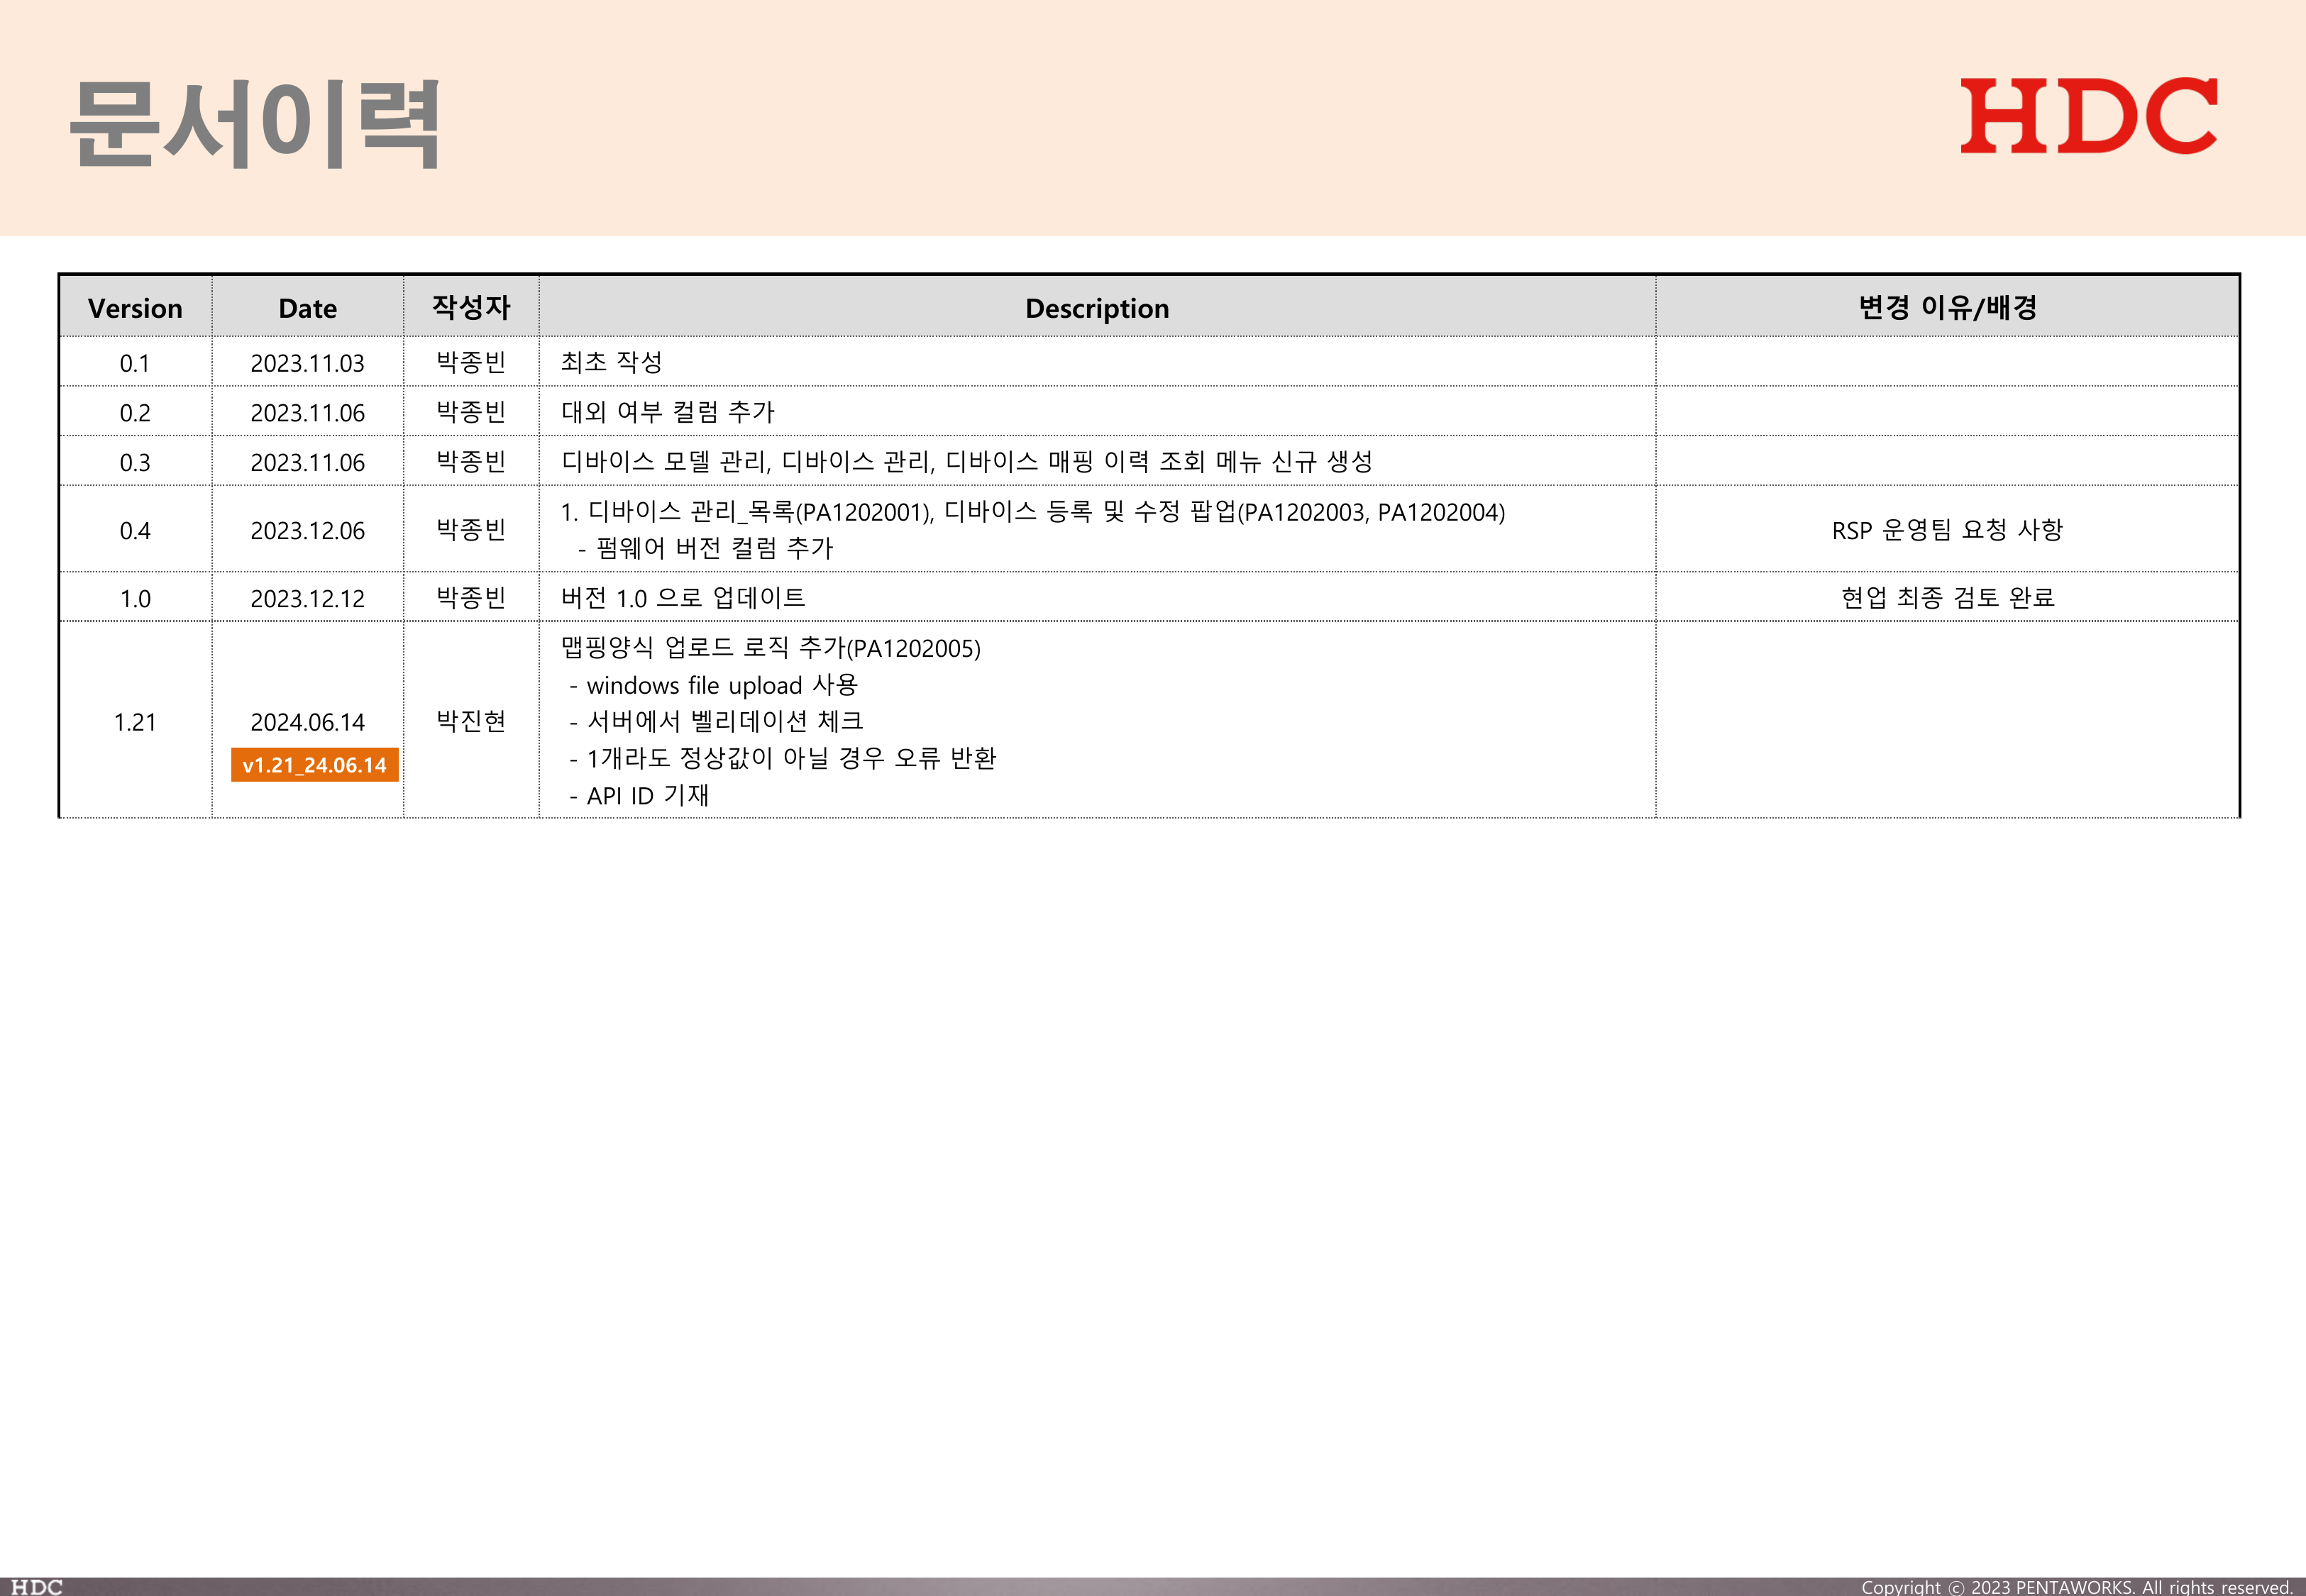 문서이력
HDC
Version Date 작성자 Description 변경 이유/배경
0.1 2023.11.03 박종빈 최초 작성
0.2 2023.11.06 박종빈 대외 여부 컬럼 추가
0.3 2023.11.06 박종빈 디바이스 모델 관리, 디바이스 관리, 디바이스 매핑 이력 조회 메뉴 신규 생성
0.4 2023.12.06 박종빈 1. 디바이스 관리_목록(PA1202001), 디바이스 등록 및 수정 팝업(PA1202003, PA1202004)
- 펌웨어 버전 컬럼 추가
RSP 운영팀 요청 사항
1.0 2023.12.12 박종빈 버전 1.0 으로 업데이트 현업 최종 검토 완료
1.21 2024.06.14 박진현
v1.21_24.06.14
맵핑양식 업로드 로직 추가(PA1202005)
- windows file upload 사용
- 서버에서 벨리데이션 체크
- 1개라도 정상값이 아닐 경우 오류 반환
- API ID 기재
HDC
Copyright ⓒ 2023 PENTAWORKS. All rights reserved.